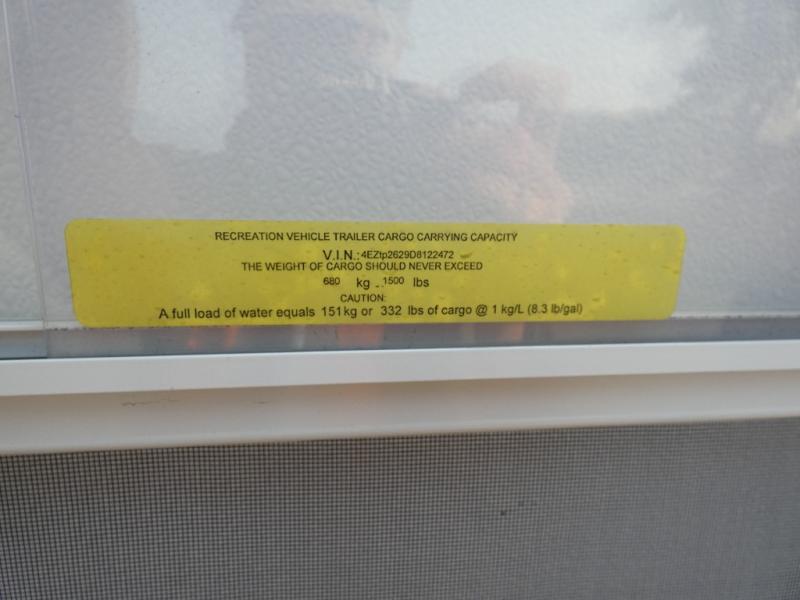 RECREATION VEHICLE TRAILER CARGO CARRYING CAPACITY
V.I.N.: 4EZtp2629D8122472
THE WEIGHT OF CARGO SHOULD NEVER EXCEED
680 kg . . 1500 lbs
CAUTION:
A full load of water equals 151kg or 332 lbs of cargo @ 1 kg/L (8.3 lb/gal)